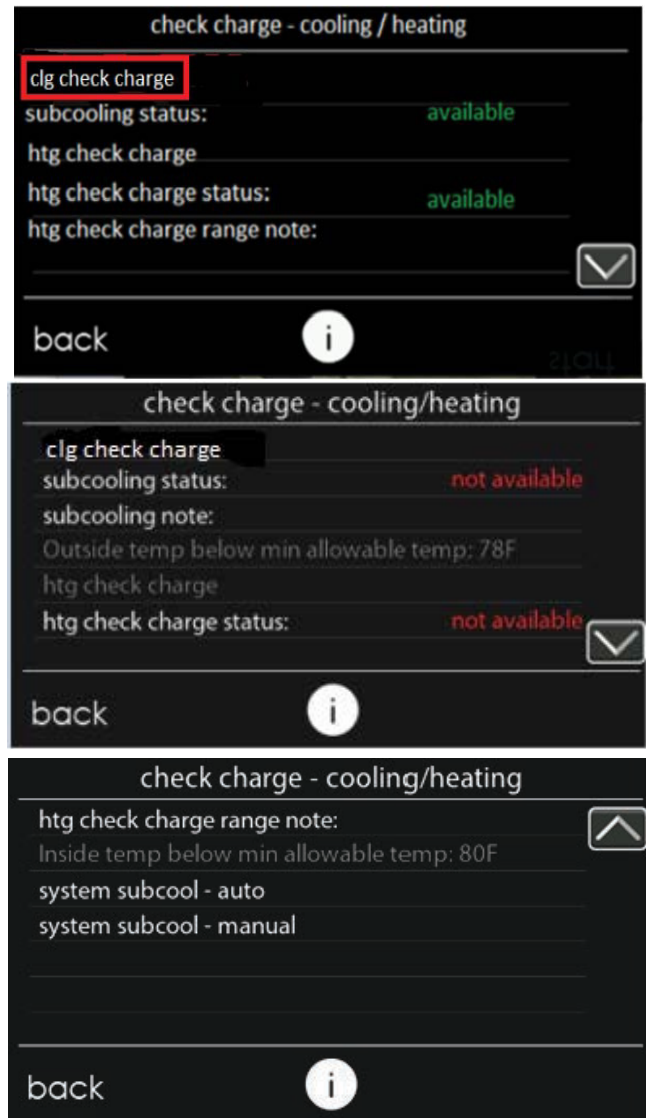 check charge - cooling / heating
clg check charge
subcooling status: available
htg check charge
htg check charge status: available
htg check charge range note:
back i
start
check charge - cooling/heating
clg check charge
subcooling status: not available
subcooling note:
Outside temp below min allowable temp: 78F
htg check charge
htg check charge status: not available
back i
check charge - cooling/heating
htg check charge range note:
Inside temp below min allowable temp: 80F
system subcool - auto
system subcool - manual
back i